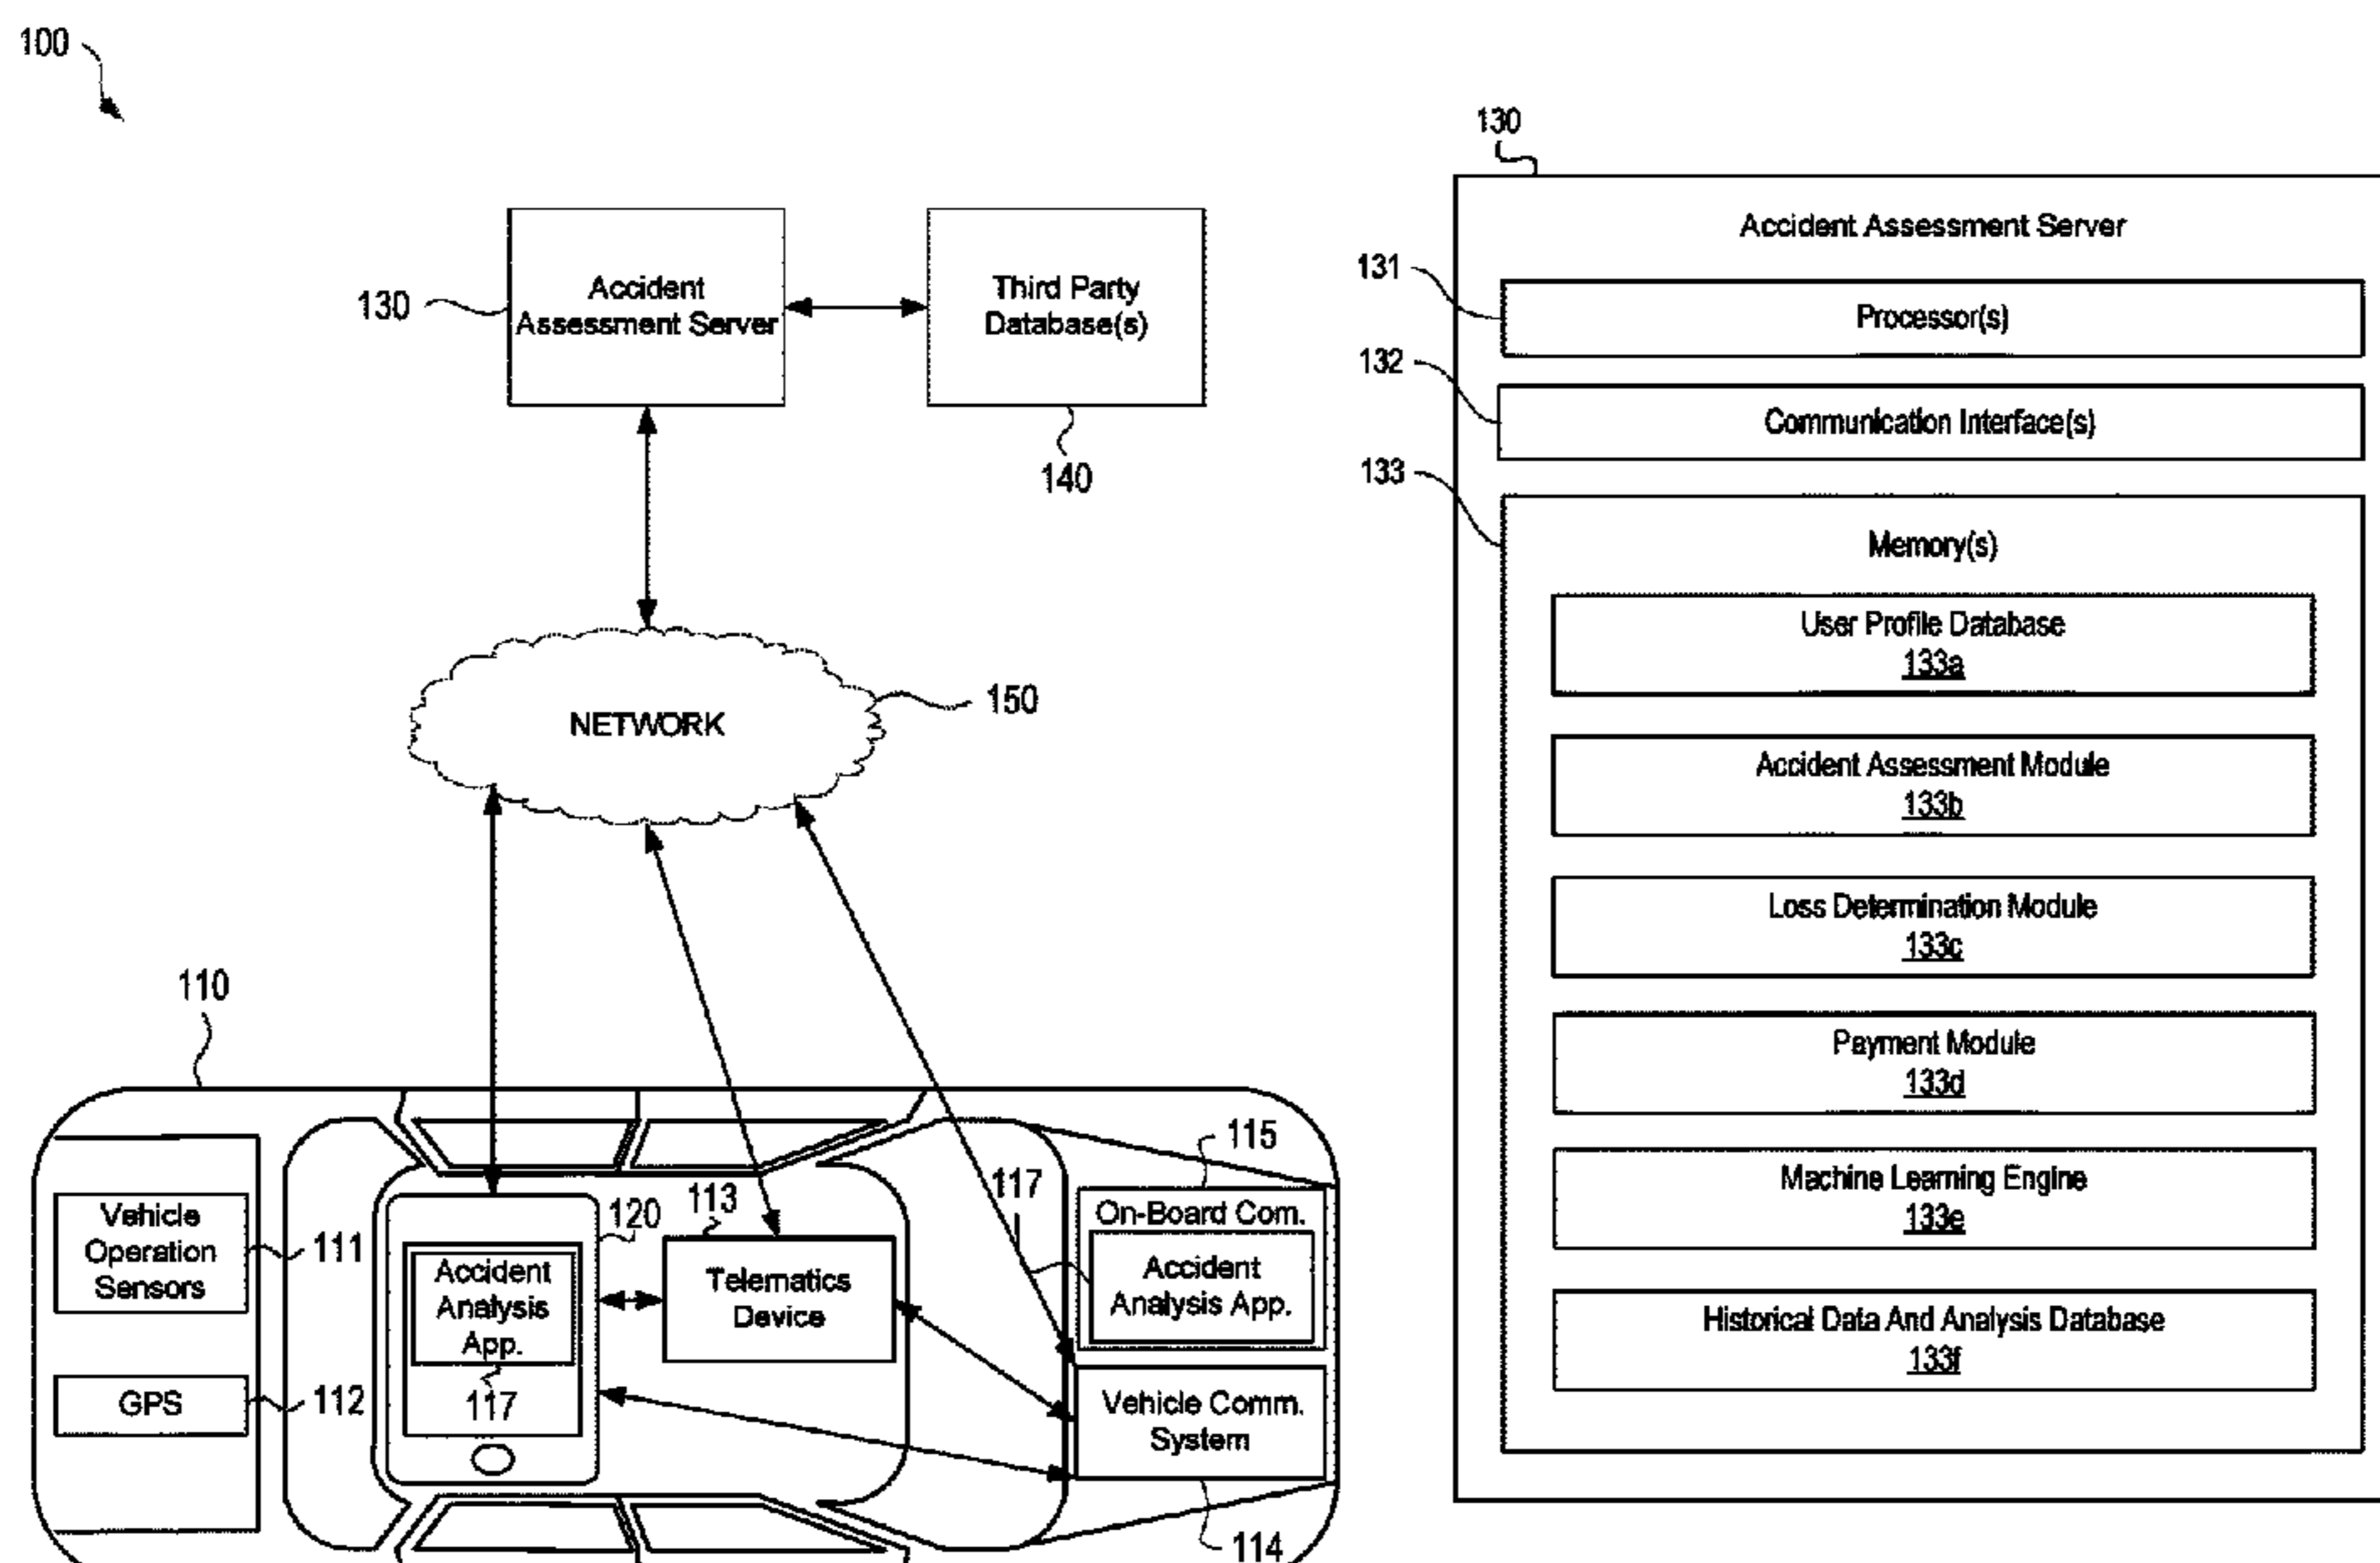 100
130
Accident
Assessment Server
Third Party
Database(s)
140
NETWORK
150
110
Vehicle
Operation
Sensors
111
GPS
112
Accident
Analysis
App.
117
120
113
Telematics
Device
117
115
On-Board Com.
Accident
Analysis App.
Vehicle Comm.
System
114
130
Accident Assessment Server
131
Processor(s)
132
Communication Interface(s)
133
Memory(s)
User Profile Database
133a
Accident Assessment Module
133b
Loss Determination Module
133c
Payment Module
133d
Machine Learning Engine
133e
Historical Data And Analysis Database
133f